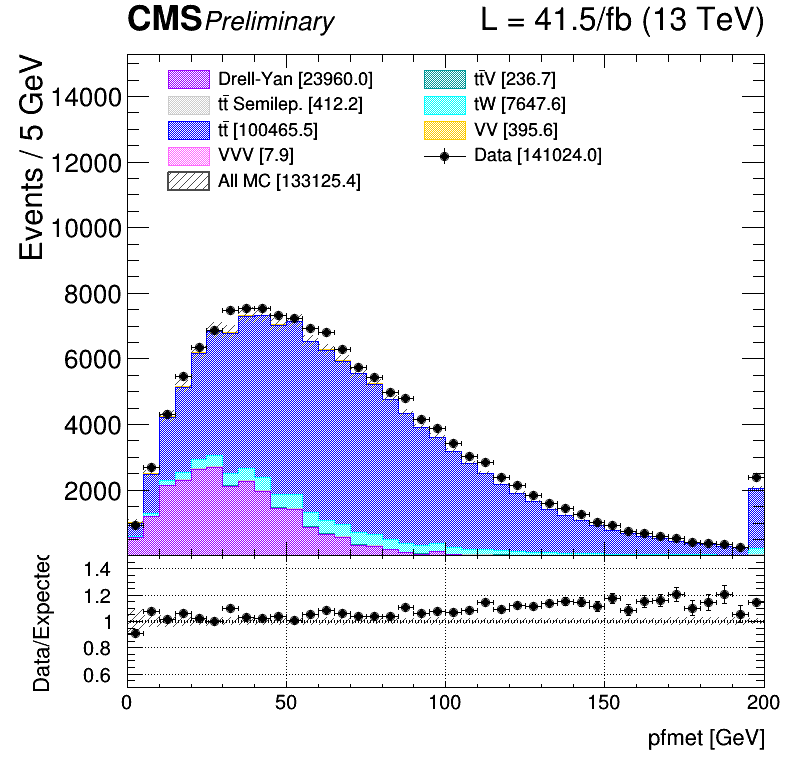 CMS Preliminary L = 41.5/fb (13 TeV)
Events / 5 GeV
14000
12000
10000
8000
6000
4000
2000
Drell-Yan [23960.0]
tt̄ Semilep. [412.2]
tt̄ [100465.5]
VVV [7.9]
All MC [133125.4]
tt̄V [236.7]
tW [7647.6]
VV [395.6]
Data [141024.0]
Data/Expected
1.4
1.2
1
0.8
0.6
0 50 100 150 200
pfmet [GeV]